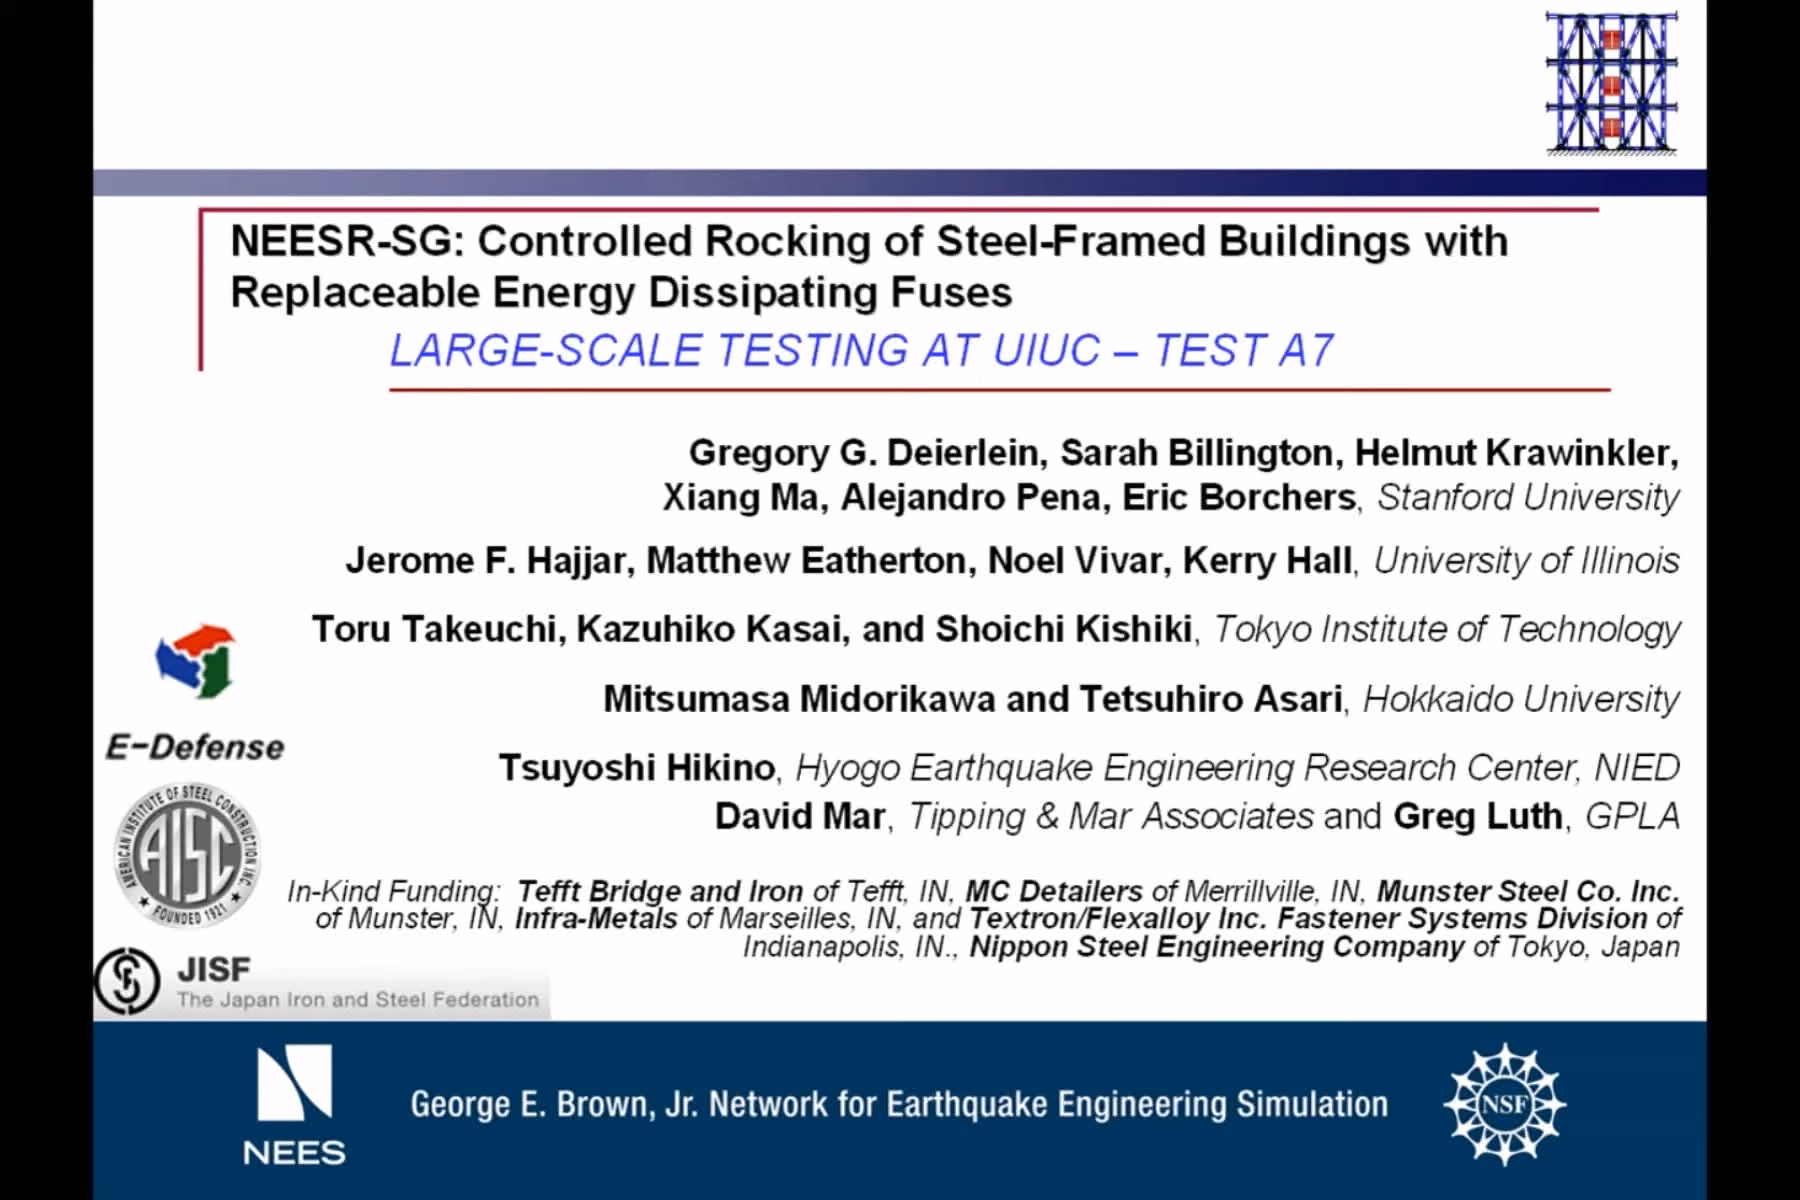 NEESR-SG: Controlled Rocking of Steel-Framed Buildings with
Replaceable Energy Dissipating Fuses
LARGE-SCALE TESTING AT UIUC – TEST A7
Gregory G. Deierlein, Sarah Billington, Helmut Krawinkler,
Xiang Ma, Alejandro Pena, Eric Borchers, Stanford University
Jerome F. Hajjar, Matthew Eatherton, Noel Vivar, Kerry Hall, University of Illinois
Toru Takeuchi, Kazuhiko Kasai, and Shoichi Kishiki, Tokyo Institute of Technology
Mitsumasa Midorikawa and Tetsuhiro Asari, Hokkaido University
E-Defense
Tsuyoshi Hikino, Hyogo Earthquake Engineering Research Center, NIED
David Mar, Tipping & Mar Associates and Greg Luth, GPLA
AMERICAN INSTITUTE OF STEEL CONSTRUCTION INC.
AISC
FOUNDED 1921
In-Kind Funding: Tefft Bridge and Iron of Tefft, IN, MC Detailers of Merrillville, IN, Munster Steel Co. Inc.
of Munster, IN, Infra-Metals of Marseilles, IN, and Textron/Flexalloy Inc. Fastener Systems Division of
Indianapolis, IN., Nippon Steel Engineering Company of Tokyo, Japan
JISF
The Japan Iron and Steel Federation
NEES
George E. Brown, Jr. Network for Earthquake Engineering Simulation
NSF